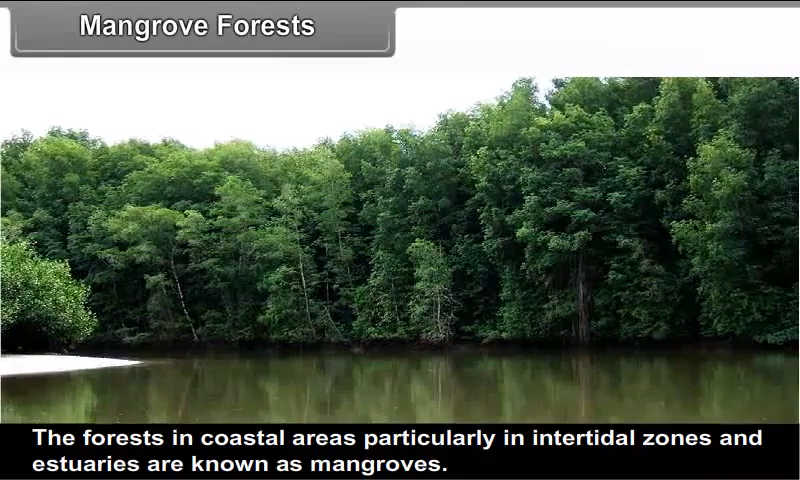 Mangrove Forests
The forests in coastal areas particularly in intertidal zones and
estuaries are known as mangroves.